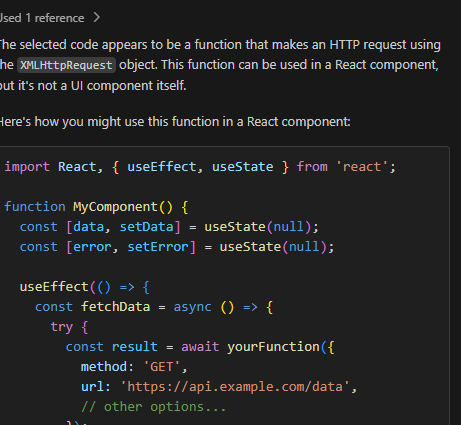 Used 1 reference >
The selected code appears to be a function that makes an HTTP request using
the XMLHttpRequest object. This function can be used in a React component,
but it's not a UI component itself.
Here's how you might use this function in a React component:
import React, { useEffect, useState } from 'react';
function MyComponent() {
const [data, setData] = useState(null);
const [error, setError] = useState(null);
useEffect(() => {
const fetchData = async () => {
try {
const result = await yourFunction({
method: 'GET',
url: 'https://api.example.com/data',
// other options...
});